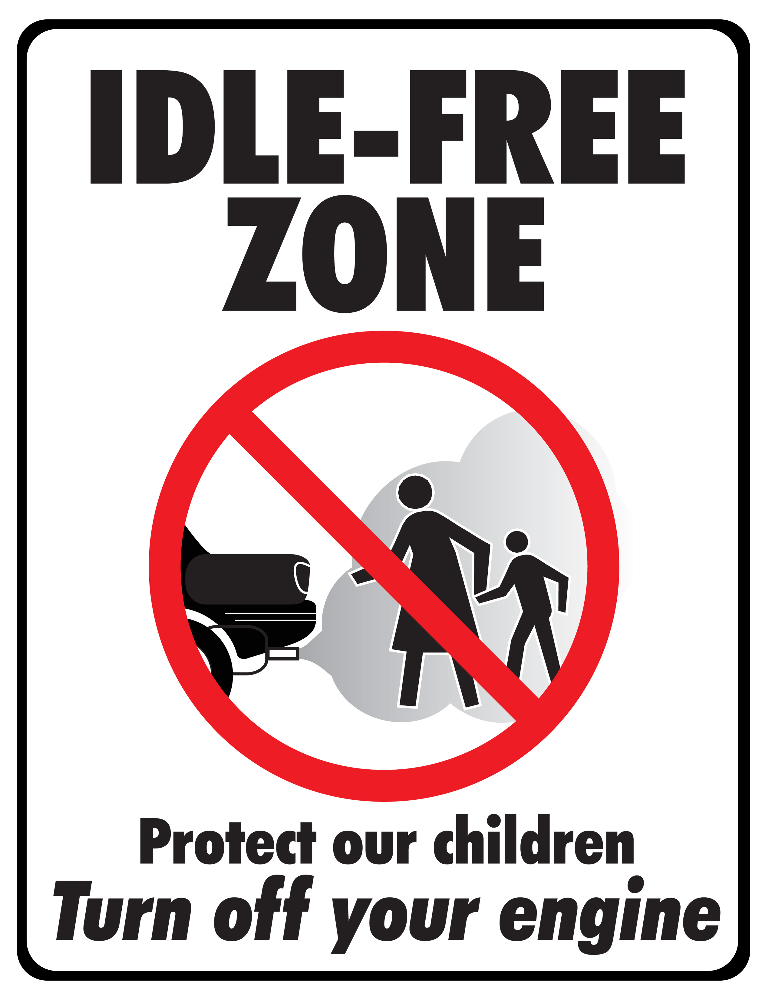 IDLE-FREE
ZONE
Protect our children
Turn off your engine